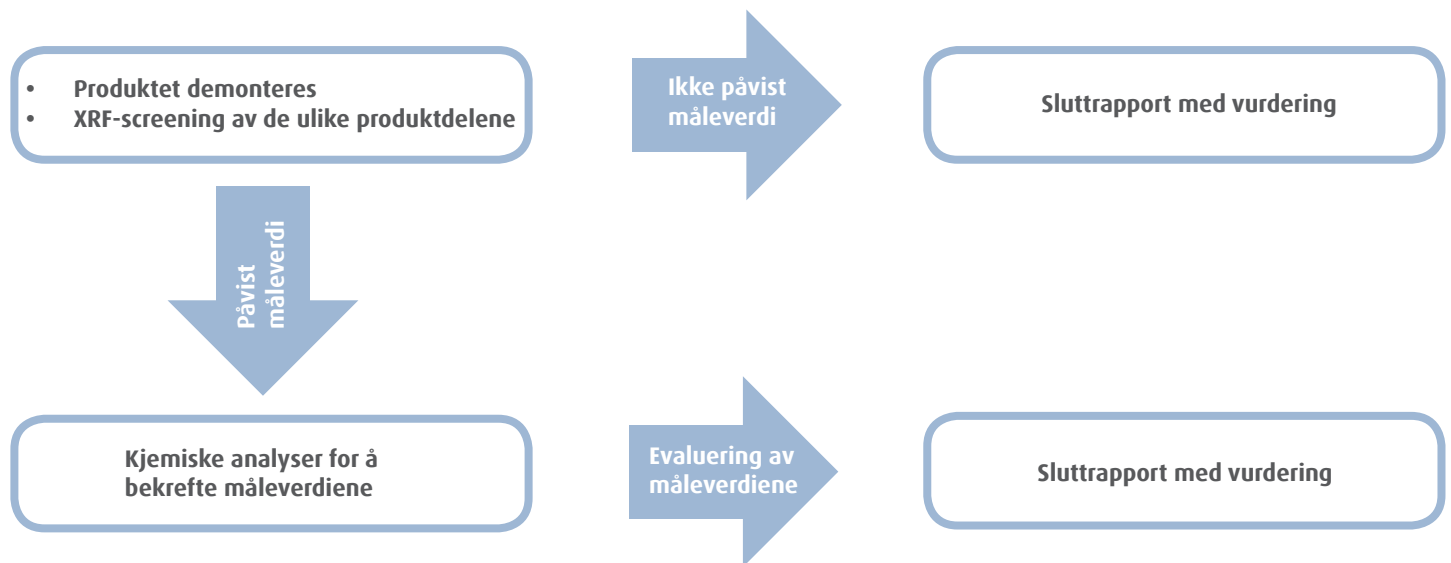 • Produktet demonteres
• XRF-screening av de ulike produktdelene
Ikke påvist
måleverdi
Sluttrapport med vurdering
Påvist
måleverdi
Kjemiske analyser for å
bekrefte måleverdiene
Evaluering av
måleverdiene
Sluttrapport med vurdering